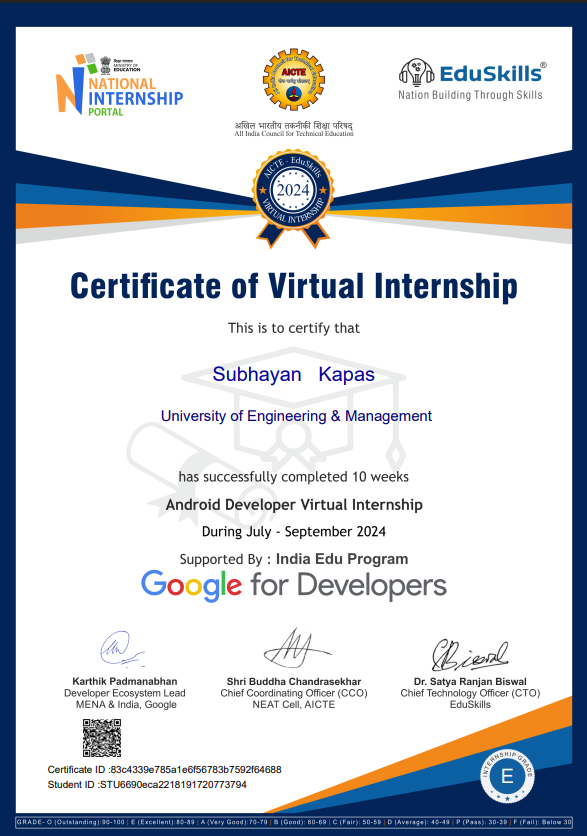 शिक्षा मंत्रालय
MINISTRY OF
EDUCATION
NATIONAL
INTERNSHIP
PORTAL
AICTE
अखिल भारतीय तकनीकी शिक्षा परिषद्
All India Council for Technical Education
EduSkills®
Nation Building Through Skills
AICTE - EduSkills
2024
VIRTUAL INTERNSHIP
Certificate of Virtual Internship
This is to certify that
Subhayan Kapas
University of Engineering & Management
has successfully completed 10 weeks
Android Developer Virtual Internship
During July - September 2024
Supported By : India Edu Program
Google for Developers
Karthik Padmanabhan
Developer Ecosystem Lead
MENA & India, Google
Shri Buddha Chandrasekhar
Chief Coordinating Officer (CCO)
NEAT Cell, AICTE
Dr. Satya Ranjan Biswal
Chief Technology Officer (CTO)
EduSkills
Certificate ID :83c4339e785a1e6f56783b7592f64688
Student ID :STU6690eca2218191720773794
INTERNSHIP GRADE
E
GRADE- O (Outstanding):90-100 | E (Excellent):80-89 | A (Very Good):70-79 | B (Good): 60-69 | C (Fair): 50-59 | D (Average): 40-49 | P (Pass): 30-39 | F (Fail): Below 30